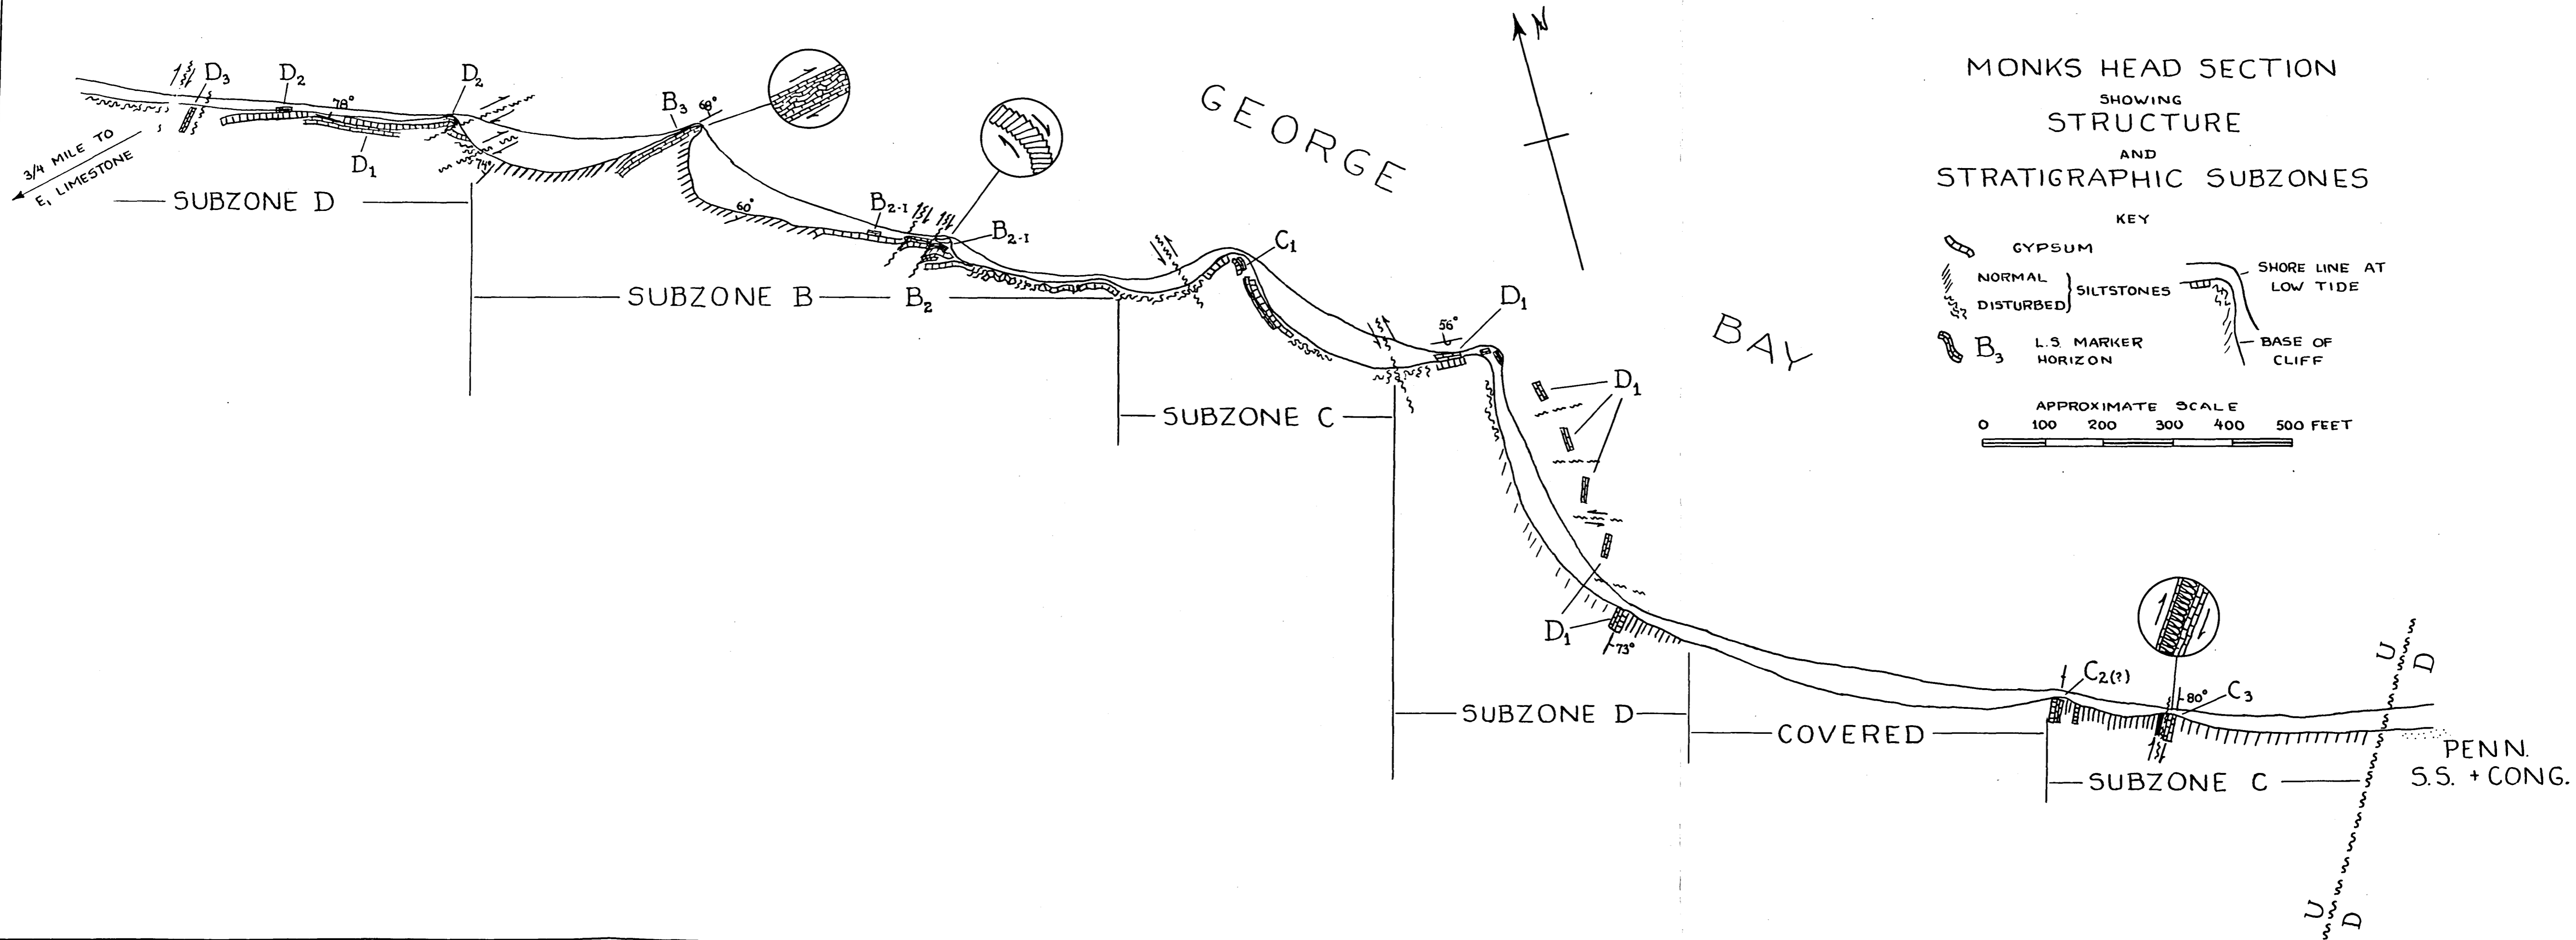 MONKS HEAD SECTION
SHOWING
STRUCTURE
AND
STRATIGRAPHIC SUBZONES
KEY
GYPSUM
NORMAL
DISTURBED
SILTSTONES
B3 L.S. MARKER
HORIZON
SHORE LINE AT
LOW TIDE
BASE OF
CLIFF
APPROXIMATE SCALE
0 100 200 300 400 500 FEET
N
GEORGE
BAY
D3
D2
78°
D1
D2
74°
3/4 MILE TO
E1 LIMESTONE
SUBZONE D
B3
68°
60°
B2-1
B2-1
SUBZONE B
B2
C1
SUBZONE C
56°
D1
D1
D1
73°
SUBZONE D
COVERED
C2(?)
80°
C3
SUBZONE C
U
D
PENN.
S.S. + CONG.
U
D